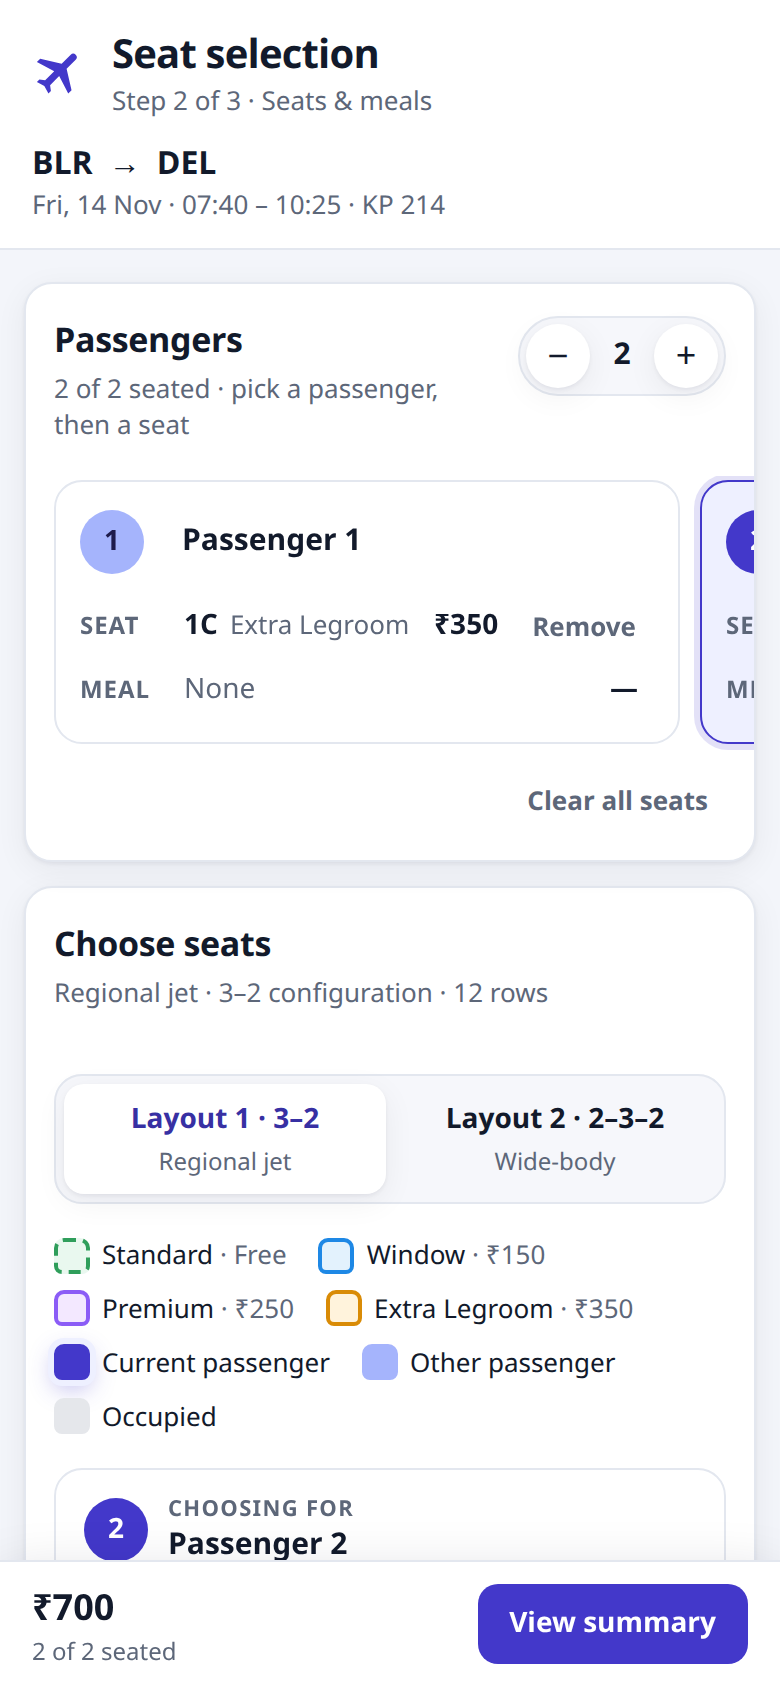 Seat selection
Step 2 of 3 · Seats & meals
BLR → DEL
Fri, 14 Nov · 07:40 – 10:25 · KP 214
Passengers
− 2 +
2 of 2 seated · pick a passenger,
then a seat
1 Passenger 1
SEAT 1C Extra Legroom ₹350 Remove
MEAL None —
Clear all seats
Choose seats
Regional jet · 3–2 configuration · 12 rows
Layout 1 · 3–2
Regional jet
Layout 2 · 2–3–2
Wide-body
Standard · Free Window · ₹150
Premium · ₹250 Extra Legroom · ₹350
Current passenger Other passenger
Occupied
2 CHOOSING FOR
Passenger 2
₹700
2 of 2 seated
View summary